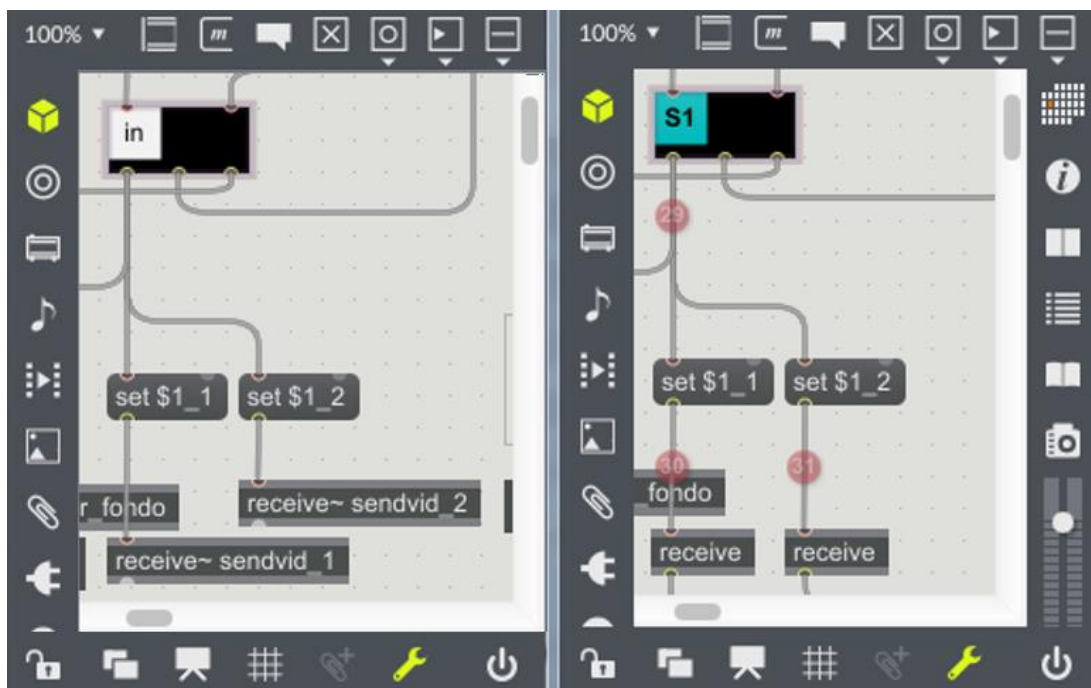 100%
in
set $1_1
set $1_2
r_fondo
receive~ sendvid_2
receive~ sendvid_1
100%
S1
29
set $1_1
set $1_2
30
31
_fondo
receive
receive